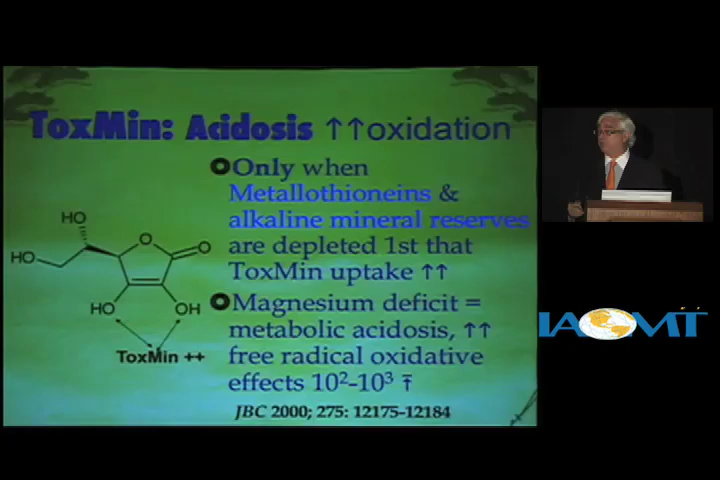 ToxMin: Acidosis ↑↑oxidation
Only when
Metallothioneins &
alkaline mineral reserves
are depleted 1st that
ToxMin uptake ↑↑
Magnesium deficit =
metabolic acidosis, ↑↑
free radical oxidative
effects 10²-10³ ↑
JBC 2000; 275: 12175-12184
HO
HO
O
O
HO
OH
ToxMin ++
IAOMT